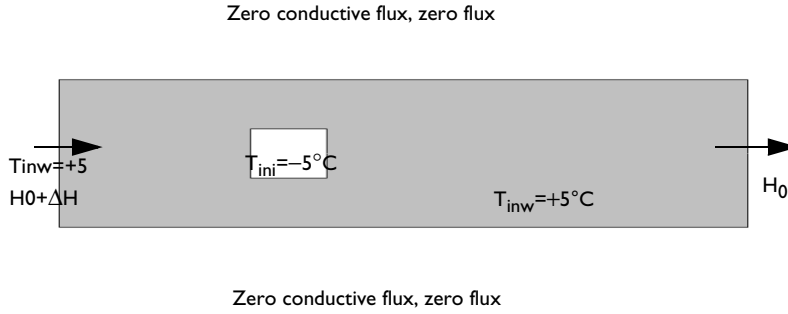 Zero conductive flux, zero flux
Tini=−5°C
Tinw=+5
H0+ΔH
Tinw=+5°C
H0
Zero conductive flux, zero flux